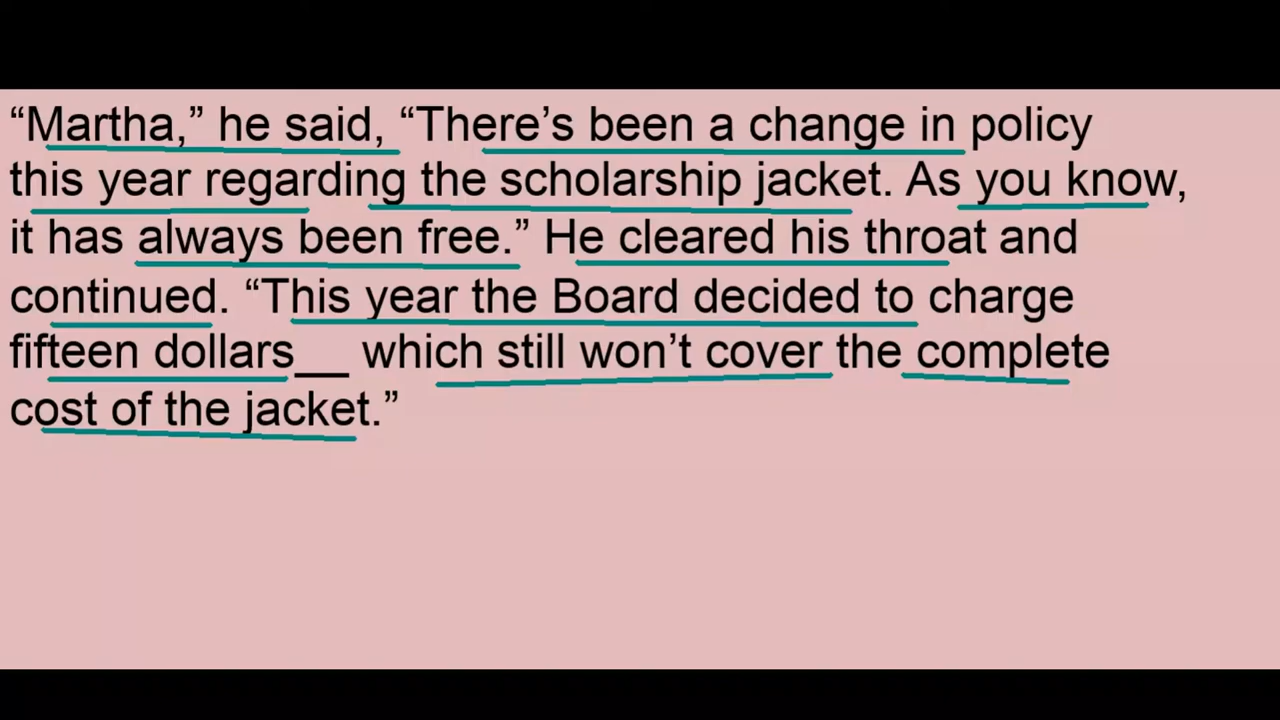 “Martha,” he said, “There’s been a change in policy
this year regarding the scholarship jacket. As you know,
it has always been free.” He cleared his throat and
continued. “This year the Board decided to charge
fifteen dollars__ which still won’t cover the complete
cost of the jacket.”